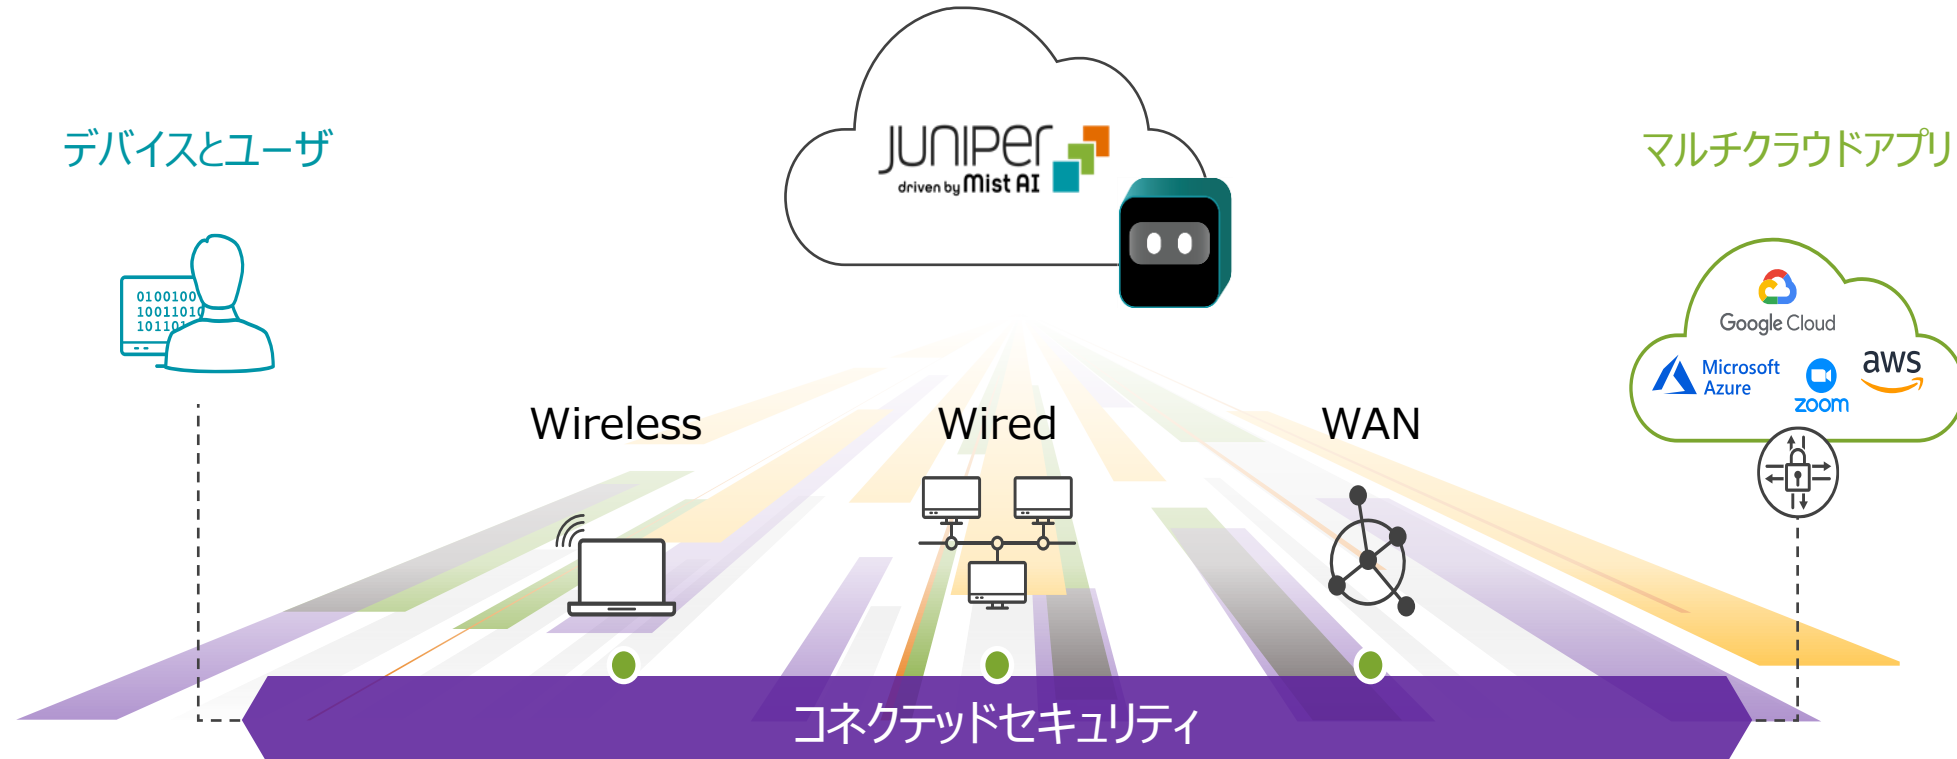 JUNIPer
driven by Mist AI
デバイスとユーザ
マルチクラウドアプリ
0100100
10011010
10110
Google Cloud
Microsoft
Azure
zoom
aws
Wireless
Wired
WAN
コネクテッドセキュリティ